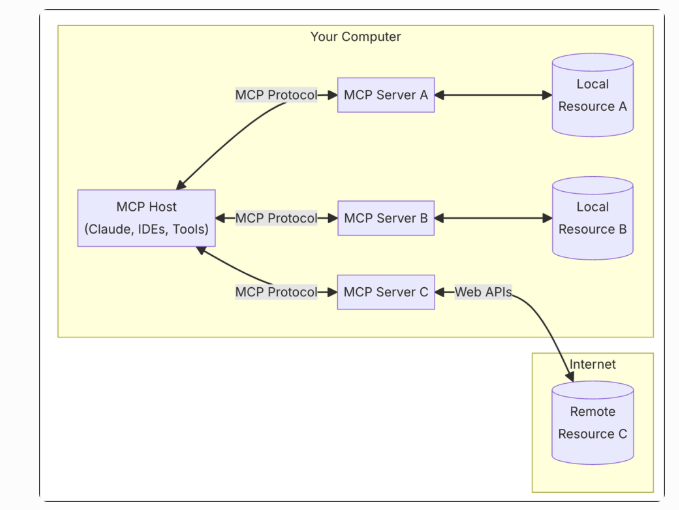 Your Computer
MCP Protocol
MCP Server A
Local
Resource A
MCP Host
(Claude, IDEs, Tools)
MCP Protocol
MCP Server B
Local
Resource B
MCP Protocol
MCP Server C
Web APIs
Internet
Remote
Resource C